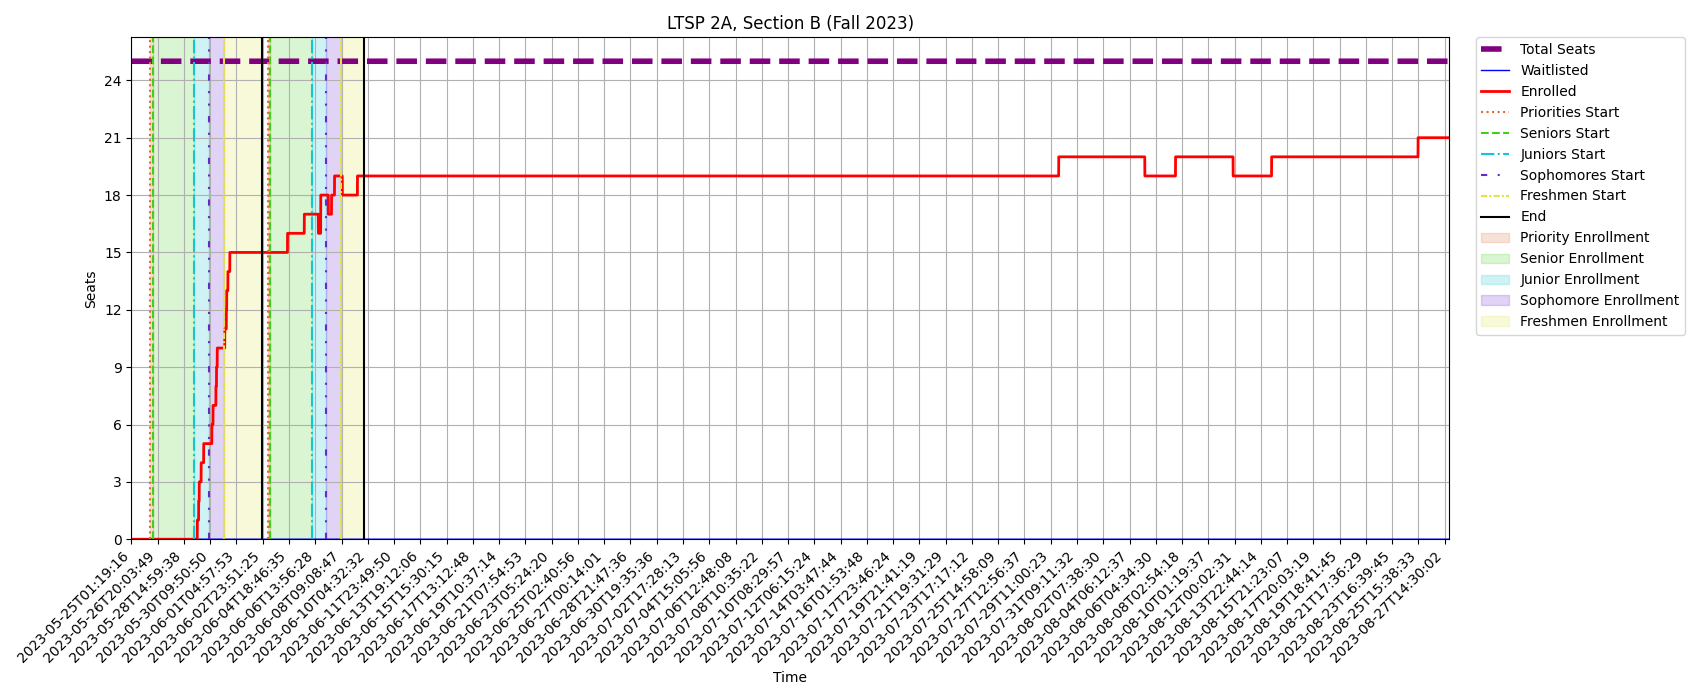 LTSP 2A, Section B (Fall 2023)
Seats
24
21
18
15
12
9
6
3
0
2023-05-25T01:19:16
2023-05-26T20:03:49
2023-05-28T14:59:38
2023-05-30T09:50:50
2023-06-01T04:57:53
2023-06-02T23:51:25
2023-06-04T18:46:35
2023-06-06T13:56:28
2023-06-08T09:08:47
2023-06-10T04:32:32
2023-06-11T23:49:50
2023-06-13T19:12:06
2023-06-15T15:30:15
2023-06-17T13:12:48
2023-06-19T10:37:14
2023-06-21T07:54:53
2023-06-23T05:24:20
2023-06-25T02:40:56
2023-06-27T00:14:01
2023-06-28T21:47:36
2023-06-30T19:35:36
2023-07-02T17:28:13
2023-07-04T15:05:56
2023-07-06T12:48:08
2023-07-08T10:35:22
2023-07-10T08:29:57
2023-07-12T06:15:24
2023-07-14T03:47:44
2023-07-16T01:53:48
2023-07-17T23:46:24
2023-07-19T21:41:19
2023-07-21T19:31:29
2023-07-23T17:17:12
2023-07-25T14:58:09
2023-07-27T12:56:37
2023-07-29T11:00:23
2023-07-31T09:11:32
2023-08-02T07:38:30
2023-08-04T06:12:37
2023-08-06T04:34:30
2023-08-08T02:54:18
2023-08-10T01:19:37
2023-08-12T00:02:31
2023-08-13T22:44:14
2023-08-15T21:23:07
2023-08-17T20:03:19
2023-08-19T18:41:45
2023-08-21T17:36:29
2023-08-23T16:39:45
2023-08-25T15:38:33
2023-08-27T14:30:02
Time
Total Seats
Waitlisted
Enrolled
Priorities Start
Seniors Start
Juniors Start
Sophomores Start
Freshmen Start
End
Priority Enrollment
Senior Enrollment
Junior Enrollment
Sophomore Enrollment
Freshmen Enrollment